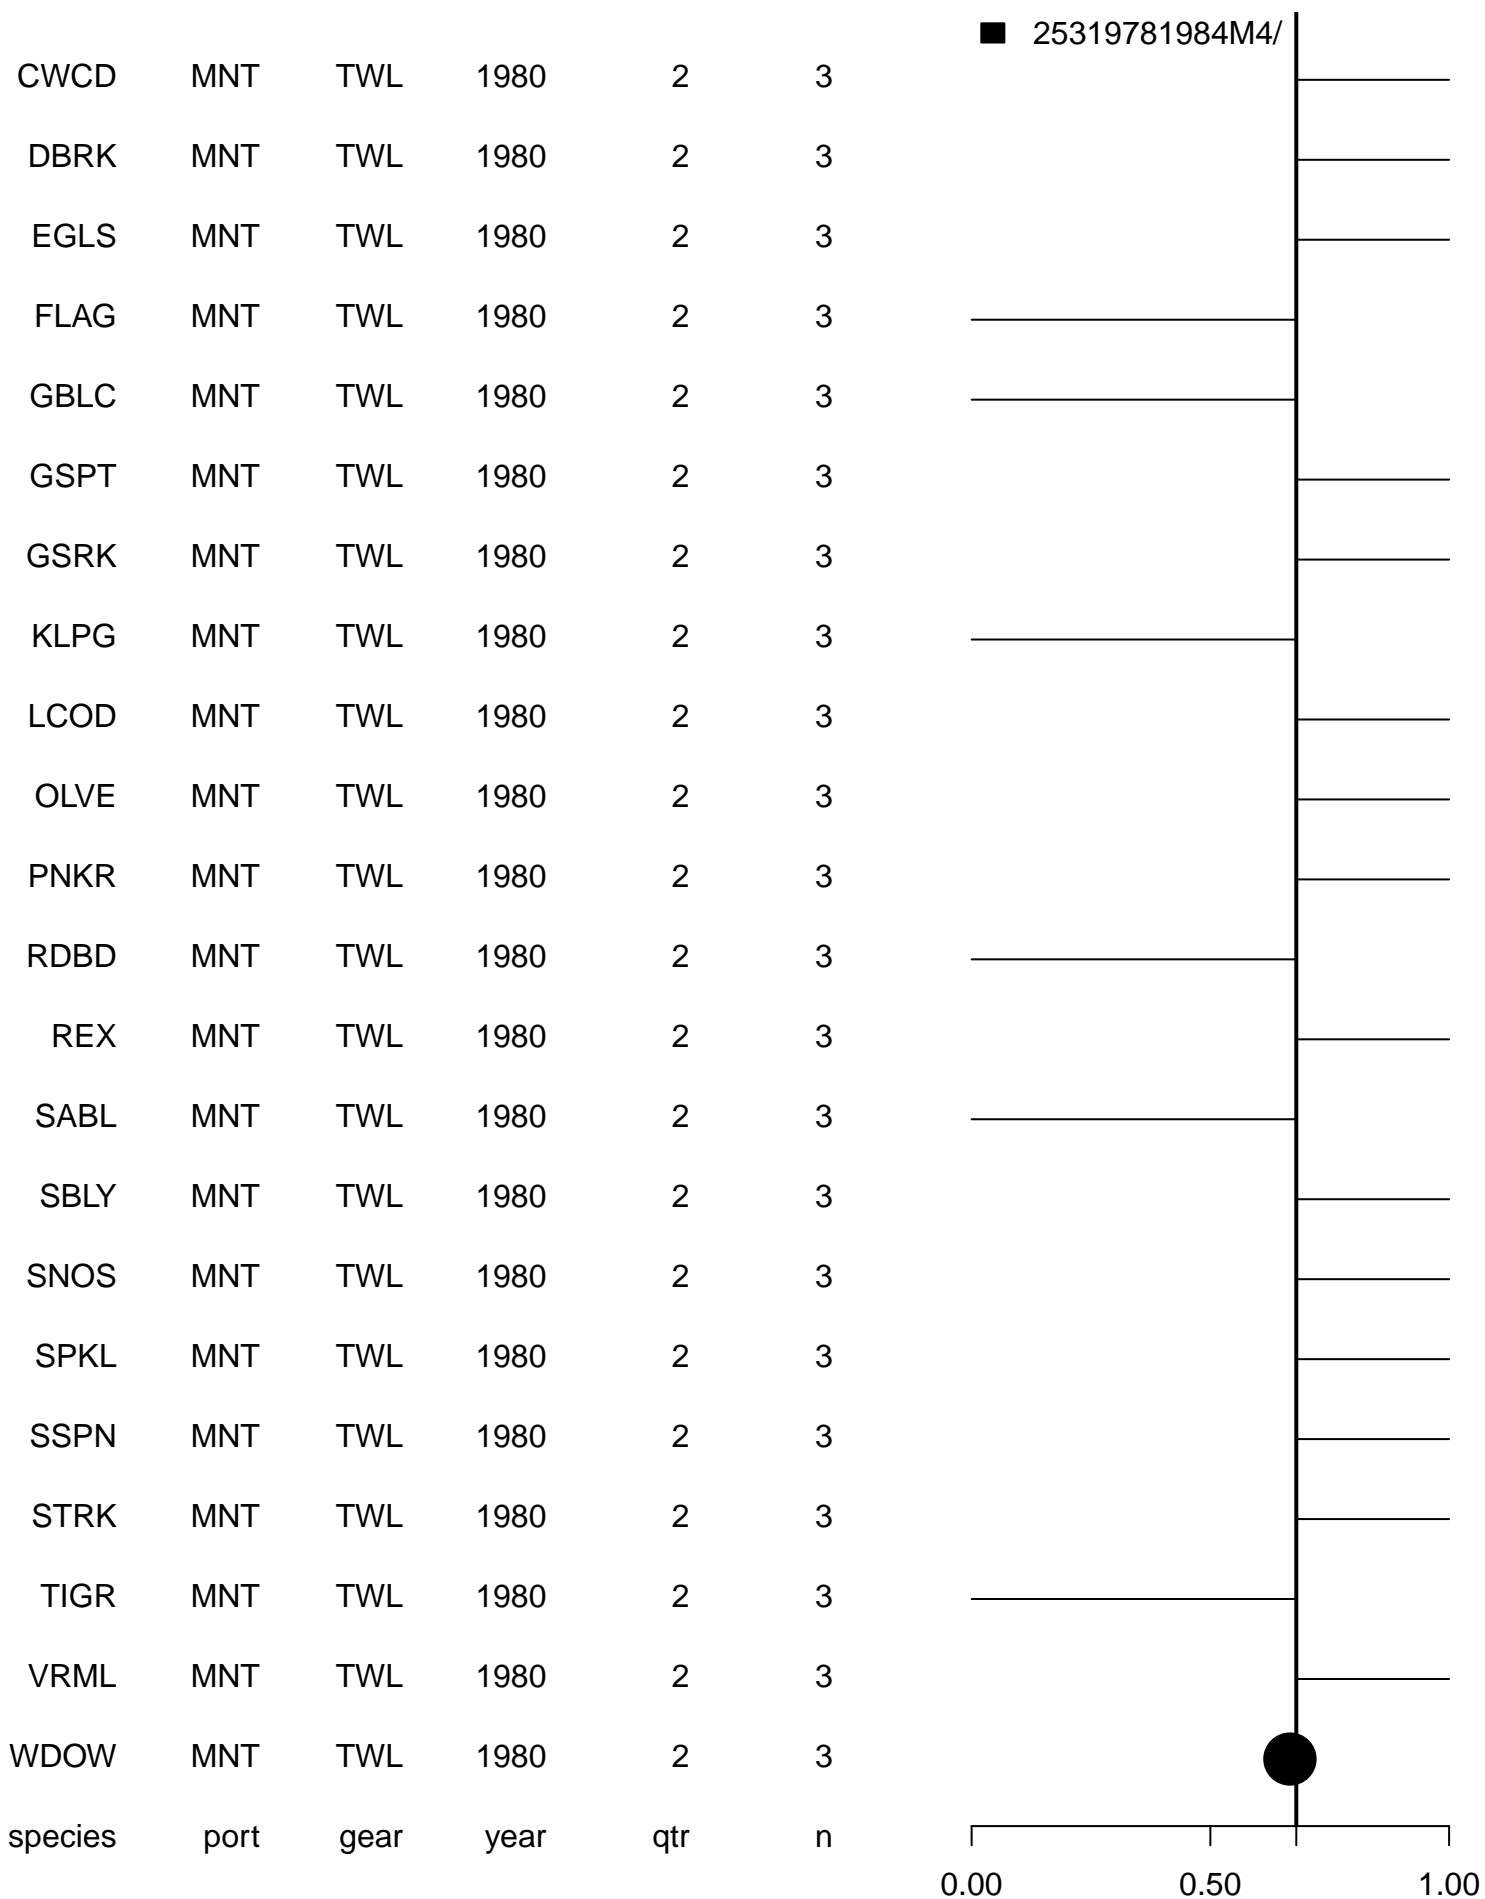 25319781984M4/
CWCD MNT TWL 1980 2 3
DBRK MNT TWL 1980 2 3
EGLS MNT TWL 1980 2 3
FLAG MNT TWL 1980 2 3
GBLC MNT TWL 1980 2 3
GSPT MNT TWL 1980 2 3
GSRK MNT TWL 1980 2 3
KLPG MNT TWL 1980 2 3
LCOD MNT TWL 1980 2 3
OLVE MNT TWL 1980 2 3
PNKR MNT TWL 1980 2 3
RDBD MNT TWL 1980 2 3
REX MNT TWL 1980 2 3
SABL MNT TWL 1980 2 3
SBLY MNT TWL 1980 2 3
SNOS MNT TWL 1980 2 3
SPKL MNT TWL 1980 2 3
SSPN MNT TWL 1980 2 3
STRK MNT TWL 1980 2 3
TIGR MNT TWL 1980 2 3
VRML MNT TWL 1980 2 3
WDOW MNT TWL 1980 2 3
species port gear year qtr n
0.00 0.50 1.00